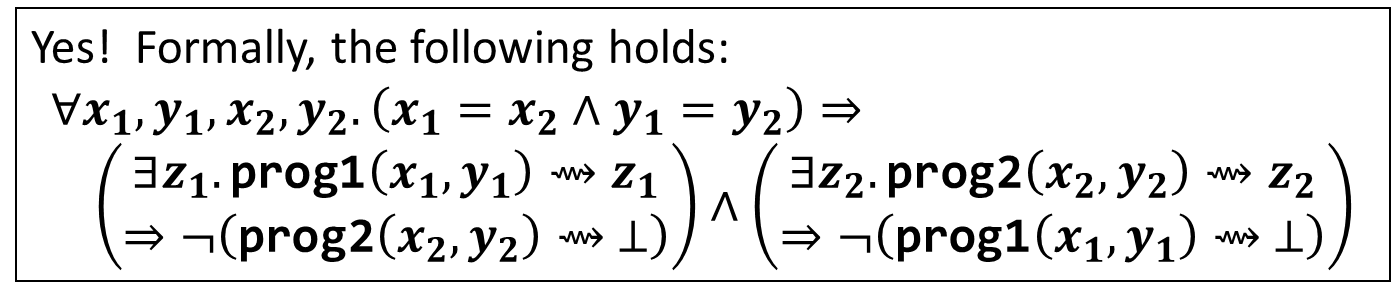 Yes! Formally, the following holds:
∀x₁, y₁, x₂, y₂. (x₁ = x₂ ∧ y₁ = y₂) ⇒
(∃z₁. prog1(x₁, y₁) ⇝ z₁ ∧ (∃z₂. prog2(x₂, y₂) ⇝ z₂
⇒ ¬(prog2(x₂, y₂) ⇝ ⊥)) ⇒ ¬(prog1(x₁, y₁) ⇝ ⊥))